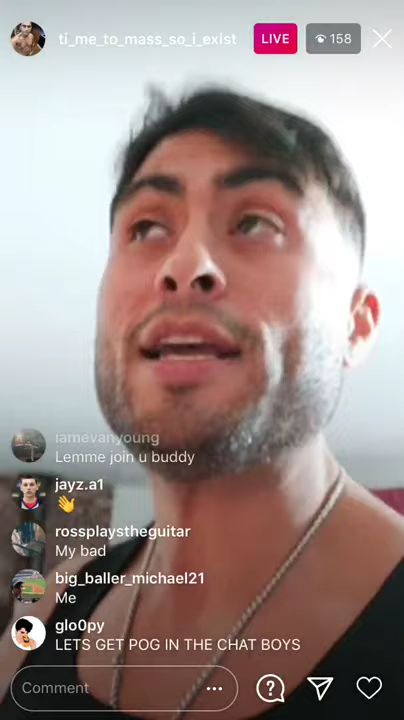 ti_me_to_mass_so_i_exist LIVE 158
iamevanyoung
Lemme join u buddy
jayz.a1
👋
rossplaystheguitar
My bad
big_baller_michael21
Me
glo0py
LETS GET POG IN THE CHAT BOYS
Comment